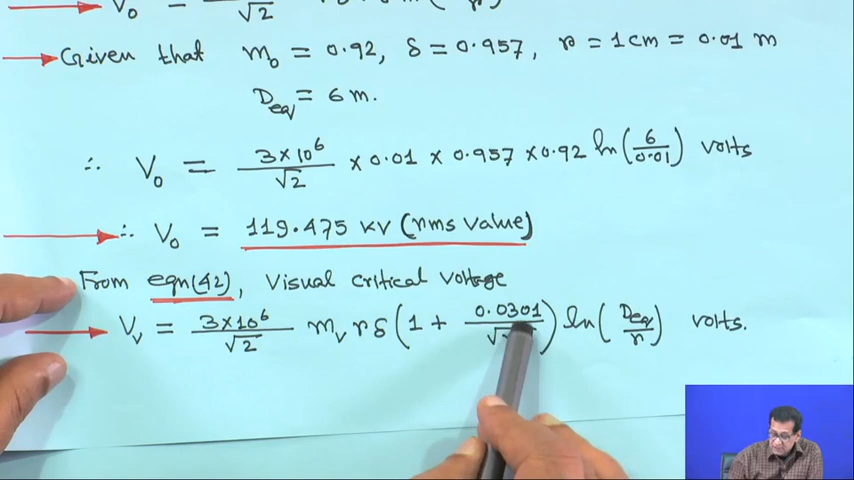 V₀ = √2
→ Given that m₀ = 0.92, δ = 0.957, r = 1 cm = 0.01 m
D_eq = 6 m.
∴ V₀ = 3×10⁶/√2 × 0.01 × 0.957 × 0.92 ln(6/0.01) volts
∴ V₀ = 119.475 kV (rms value)
From eqn(42), Visual critical voltage
V_v = 3×10⁶/√2 m_v r δ (1 + 0.0301/√) ln(D_eq/r) volts.